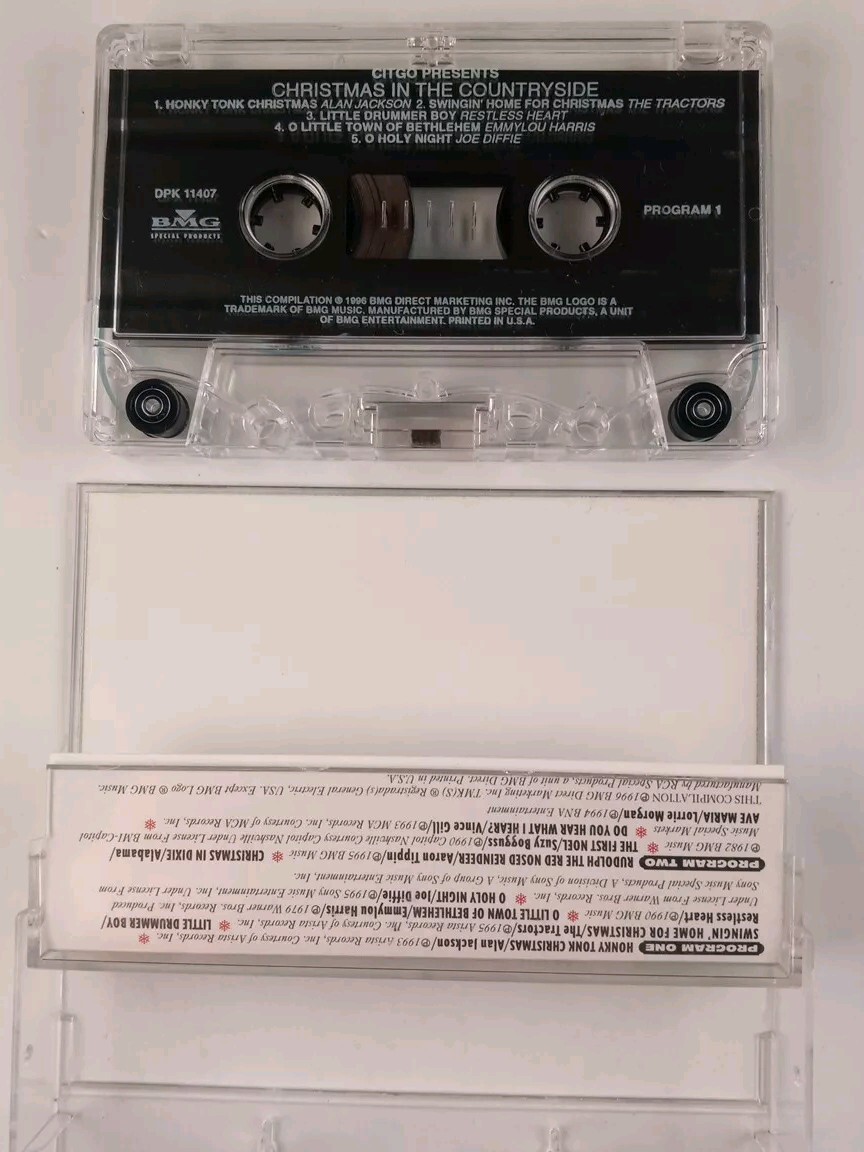 CITGO PRESENTS
CHRISTMAS IN THE COUNTRYSIDE
1. HONKY TONK CHRISTMAS ALAN JACKSON 2. SWINGIN' HOME FOR CHRISTMAS THE TRACTORS
3. LITTLE DRUMMER BOY RESTLESS HEART
4. O LITTLE TOWN OF BETHLEHEM EMMYLOU HARRIS
5. O HOLY NIGHT JOE DIFFIE
DPK 11407
BMG
SPECIAL PRODUCTS
PROGRAM 1
THIS COMPILATION ℗ 1996 BMG DIRECT MARKETING INC. THE BMG LOGO IS A
TRADEMARK OF BMG MUSIC. MANUFACTURED BY BMG SPECIAL PRODUCTS, A UNIT
OF BMG ENTERTAINMENT. PRINTED IN U.S.A.
PROGRAM ONE HONKY TONK CHRISTMAS/Alan Jackson/℗1993 Arista Records, Inc. Courtesy of Arista Records, Inc.
SWINGIN' HOME FOR CHRISTMAS/The Tractors/℗1995 Arista Records, Inc. Courtesy of Arista Records, Inc. LITTLE DRUMMER BOY/
Restless Heart/℗1990 BMG Music O LITTLE TOWN OF BETHLEHEM/Emmylou Harris/℗1979 Warner Bros. Records, Inc. Produced
Under License From Warner Bros. Records, Inc. O HOLY NIGHT/Joe Diffie/℗1995 Sony Music Entertainment, Inc. Under License From
Sony Music Special Products, A Division of Sony Music, A Group of Sony Music Entertainment, Inc.
PROGRAM TWO RUDOLPH THE RED NOSED REINDEER/Aaron Tippin/℗1995 BMG Music CHRISTMAS IN DIXIE/Alabama/
℗1982 BMG Music THE FIRST NOEL/Suzy Bogguss/℗1990 Capitol Nashville Courtesy Capitol Nashville Under License From Capitol-
Music Special Markets DO YOU HEAR WHAT I HEAR?/Vince Gill/℗1993 MCA Records, Inc. Courtesy of MCA Records, Inc.
AVE MARIA/Lorrie Morgan/℗1994 BNA Entertainment
THIS COMPILATION ℗1996 BMG Direct Marketing Inc. TMK(S) ® Registrada(s) General Electric, USA. Except BMG Logo ® BMG Music.
Manufactured by RCA Special Products, a unit of BMG Direct. Printed in U.S.A.